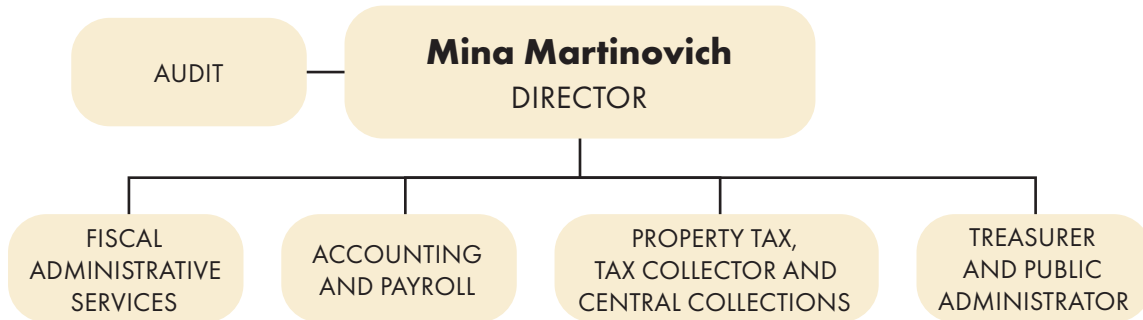 AUDIT
Mina Martinovich
DIRECTOR
FISCAL
ADMINISTRATIVE
SERVICES
ACCOUNTING
AND PAYROLL
PROPERTY TAX,
TAX COLLECTOR AND
CENTRAL COLLECTIONS
TREASURER
AND PUBLIC
ADMINISTRATOR